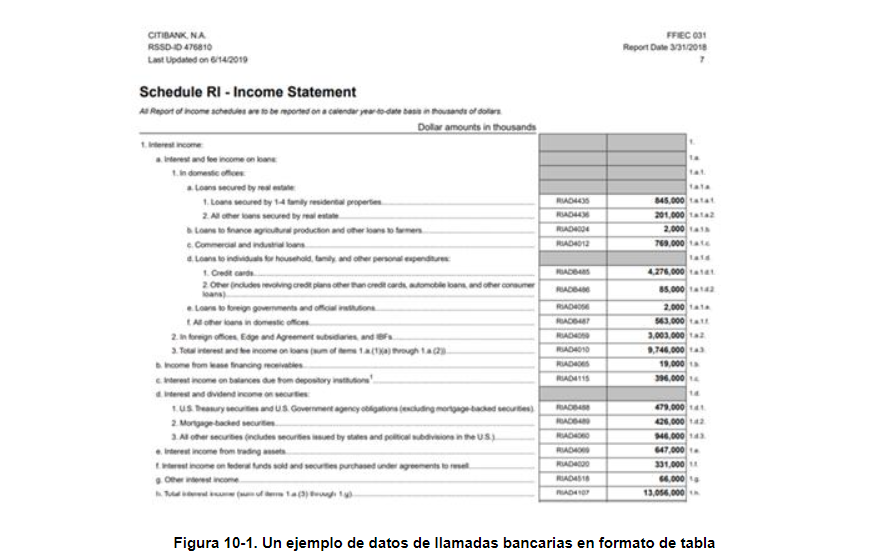 CITIBANK, N.A. FFIEC 031
RSSD-ID 476810 Report Date 3/31/2018
Last Updated on 6/14/2019 7
Schedule RI - Income Statement
All Report of Income schedules are to be reported on a calendar year-to-date basis in thousands of dollars.
Dollar amounts in thousands
1. Interest income: 1.
a. Interest and fee income on loans: 1.a.
1. In domestic offices: 1.a.1.
a. Loans secured by real estate: 1.a.1.a.
1. Loans secured by 1-4 family residential properties RIAD4435 845,000 1.a.1.a.1.
2. All other loans secured by real estate RIAD4436 201,000 1.a.1.a.2.
b. Loans to finance agricultural production and other loans to farmers RIAD4024 2,000 1.a.1.b.
c. Commercial and industrial loans RIAD4012 769,000 1.a.1.c.
d. Loans to individuals for household, family, and other personal expenditures: 1.a.1.d.
1. Credit cards RIADB485 4,276,000 1.a.1.d.1.
2. Other (includes revolving credit plans other than credit cards, automobile loans, and other consumer
loans) RIADB486 85,000 1.a.1.d.2.
e. Loans to foreign governments and official institutions RIAD4056 2,000 1.a.1.e.
f. All other loans in domestic offices RIADB487 563,000 1.a.1.f.
2. In foreign offices, Edge and Agreement subsidiaries, and IBFs RIAD4059 3,003,000 1.a.2.
3. Total interest and fee income on loans (sum of items 1.a.(1)(a) through 1.a.(2)) RIAD4010 9,746,000 1.a.3.
b. Income from lease financing receivables RIAD4065 19,000 1.b.
c. Interest income on balances due from depository institutions1 RIAD4115 396,000 1.c.
d. Interest and dividend income on securities: 1.d.
1. U.S. Treasury securities and U.S. Government agency obligations (excluding mortgage-backed securities) RIADB488 479,000 1.d.1.
2. Mortgage-backed securities RIADB489 426,000 1.d.2.
3. All other securities (includes securities issued by states and political subdivisions in the U.S.) RIAD4060 946,000 1.d.3.
e. Interest income from trading assets RIAD4069 647,000 1.e.
f. Interest income on federal funds sold and securities purchased under agreements to resell RIAD4020 331,000 1.f.
g. Other interest income RIAD4518 66,000 1.g.
h. Total interest income (sum of items 1.a.(3) through 1.g) RIAD4107 13,056,000 1.h.
Figura 10-1. Un ejemplo de datos de llamadas bancarias en formato de tabla